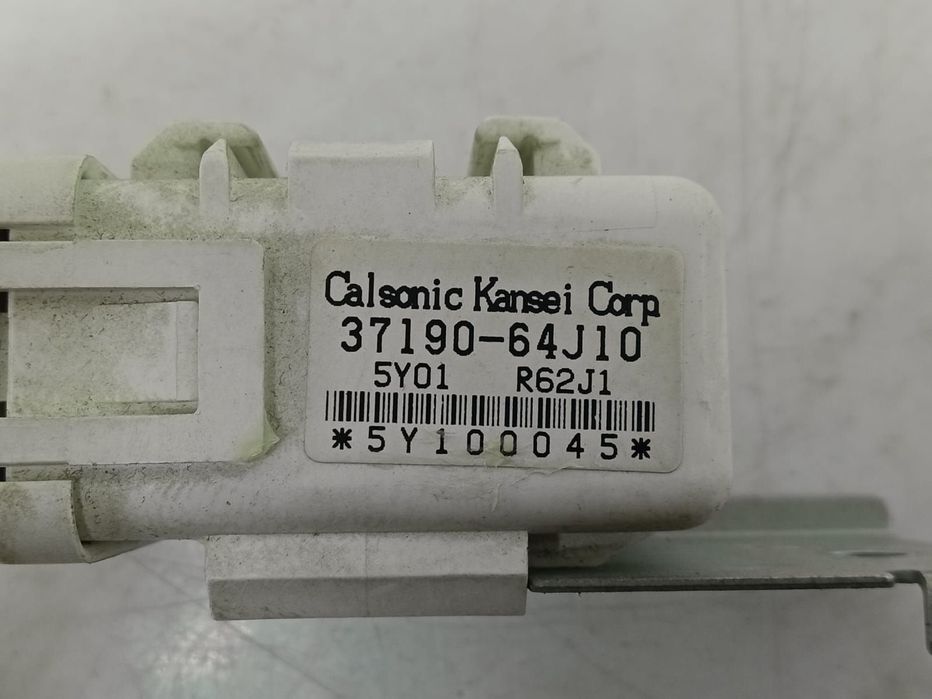 Calsonic Kansei Corp
37190-64J10
5Y01 R62J1
*5Y100045*